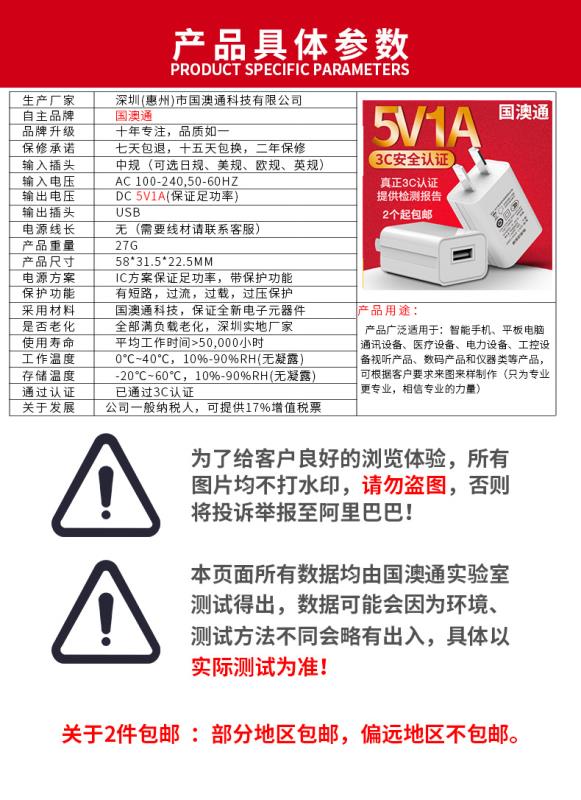 产品具体参数
PRODUCT SPECIFIC PARAMETERS
生产厂家 深圳(惠州)市国澳通科技有限公司
自主品牌 国澳通
品牌升级 十年专注，品质如一
保修承诺 七天包退，十五天包换，二年保修
输入插头 中规（可选日规、美规、欧规、英规）
输入电压 AC 100-240,50-60HZ
输出电压 DC 5V1A(保证足功率)
输出插头 USB
电源线长 无（需要线材请联系客服）
产品重量 27G
产品尺寸 58*31.5*22.5MM
电源方案 IC方案保证足功率，带保护功能
保护功能 有短路，过流，过载，过压保护
采用材料 国澳通科技，保证全新电子元器件
是否老化 全部满负载老化，深圳实地厂家
使用寿命 平均工作时间>50,000小时
工作温度 0℃~40℃，10%-90%RH(无凝露)
存储温度 -20℃~60℃，10%-90%RH(无凝露)
通过认证 已通过3C认证
关于发展 公司一般纳税人，可提供17%增值税票
国澳通
5V1A
3C安全认证
真正3C认证
提供检测报告
2个起包邮
产品用途：
产品广泛适用于：智能手机、平板电脑
通讯设备、医疗设备、电力设备、工控设
备视听产品、数码产品和仪器类等产品，
可根据客户要求来图来样制作（只为专业
更专业，相信专业的力量）
为了给客户良好的浏览体验，所有
图片均不打水印，请勿盗图，否则
将投诉举报至阿里巴巴！
本页面所有数据均由国澳通实验室
测试得出，数据可能会因为环境、
测试方法不同会略有出入，具体以
实际测试为准！
关于2件包邮 ：部分地区包邮，偏远地区不包邮。